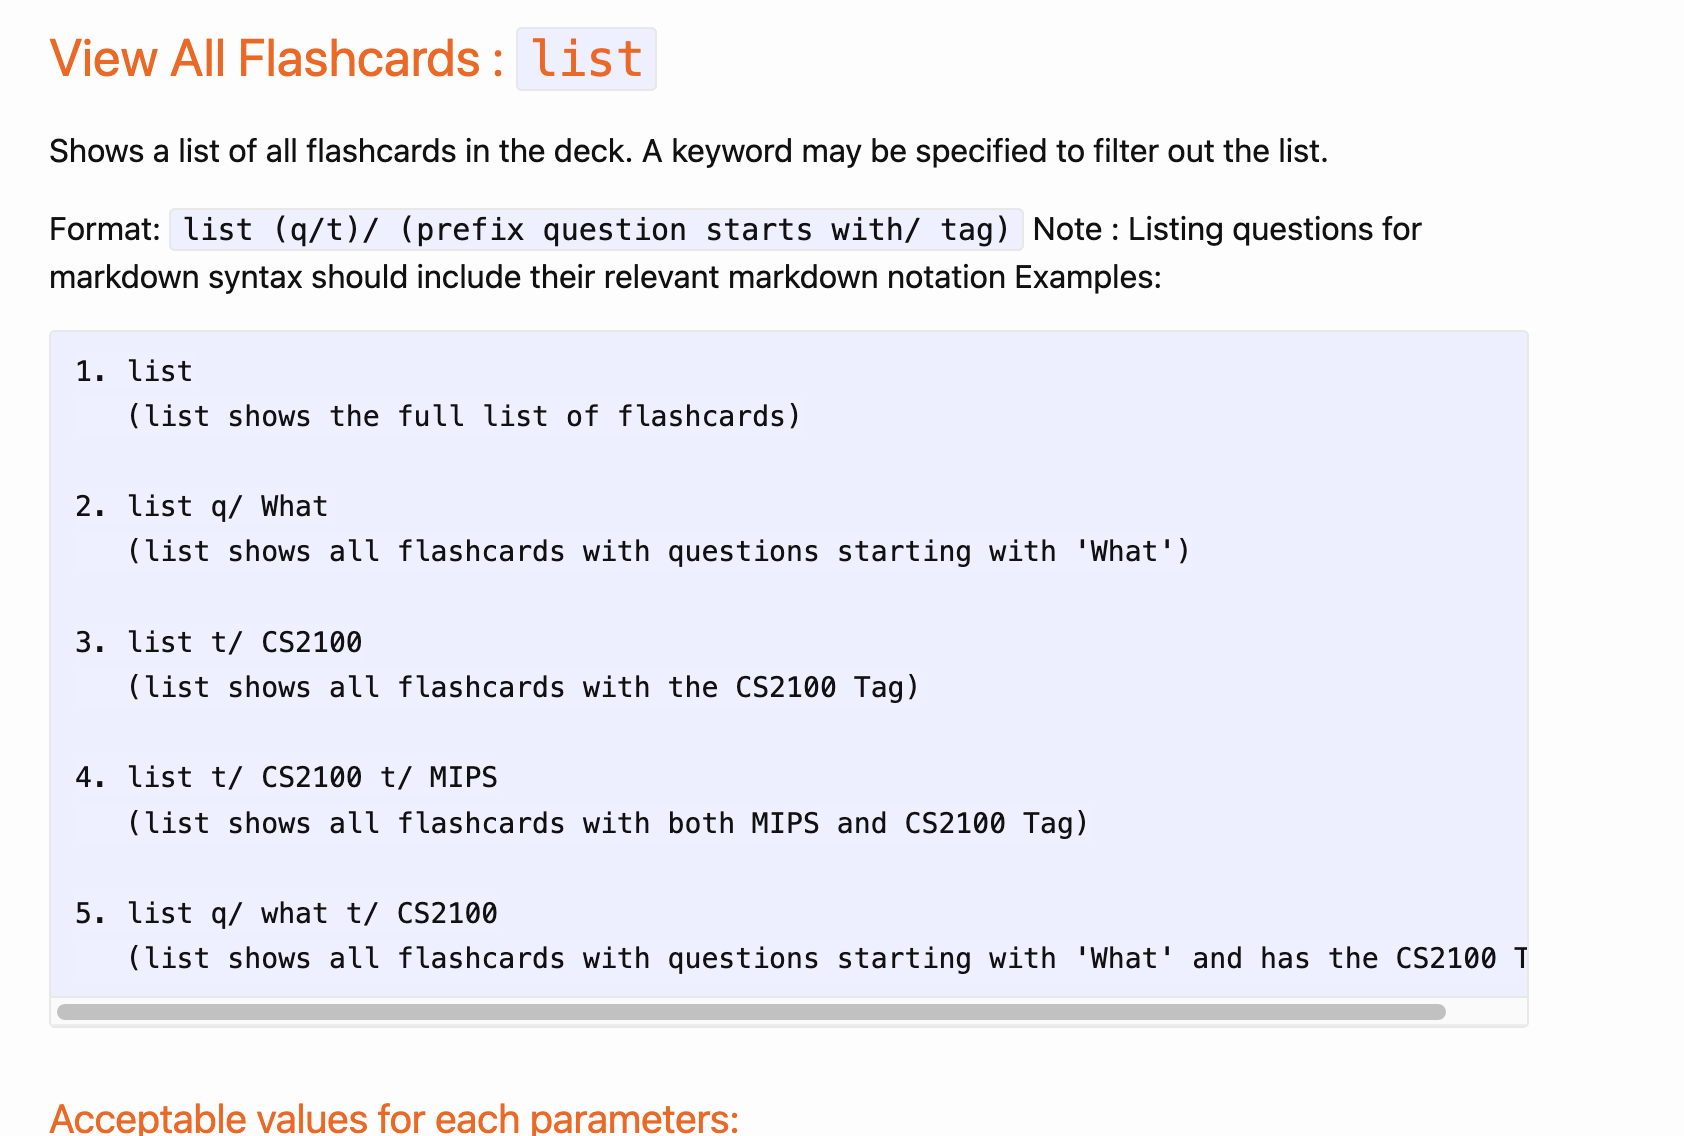 View All Flashcards : list
Shows a list of all flashcards in the deck. A keyword may be specified to filter out the list.
Format: list (q/t)/ (prefix question starts with/ tag) Note : Listing questions for
markdown syntax should include their relevant markdown notation Examples:
1. list
(list shows the full list of flashcards)
2. list q/ What
(list shows all flashcards with questions starting with 'What')
3. list t/ CS2100
(list shows all flashcards with the CS2100 Tag)
4. list t/ CS2100 t/ MIPS
(list shows all flashcards with both MIPS and CS2100 Tag)
5. list q/ what t/ CS2100
(list shows all flashcards with questions starting with 'What' and has the CS2100 T
Acceptable values for each parameters: